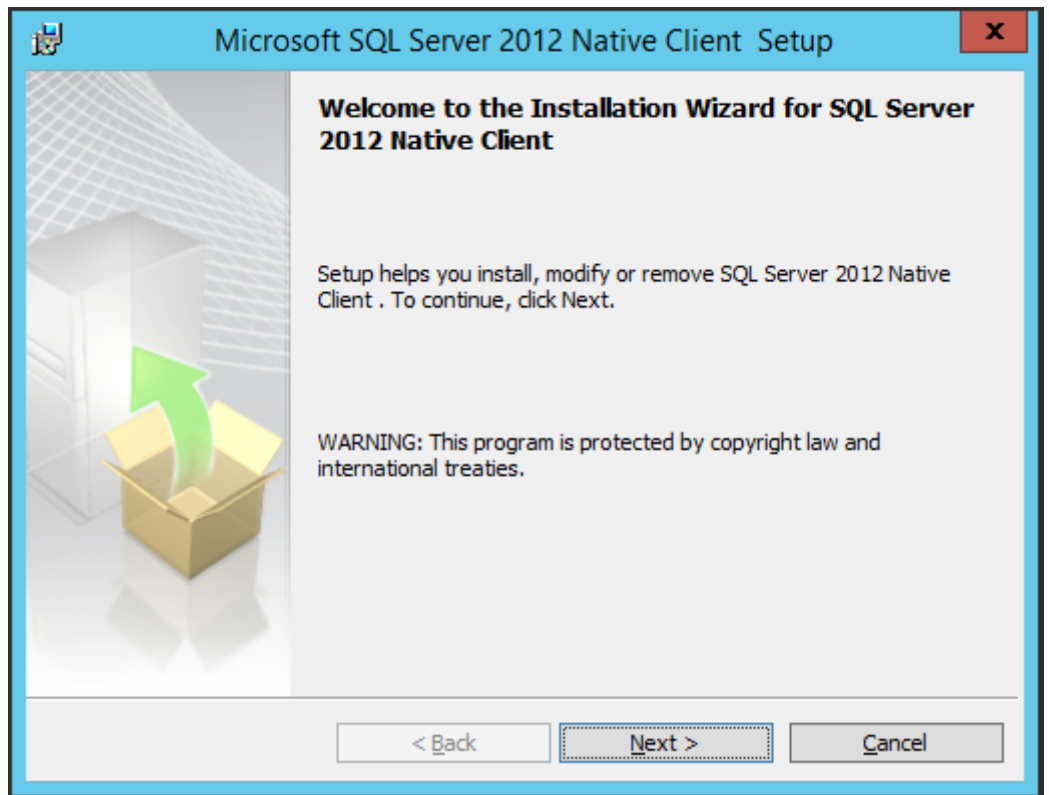 Microsoft SQL Server 2012 Native Client  Setup
x
Welcome to the Installation Wizard for SQL Server
2012 Native Client
Setup helps you install, modify or remove SQL Server 2012 Native
Client . To continue, click Next.
WARNING: This program is protected by copyright law and
international treaties.
< Back Next > Cancel